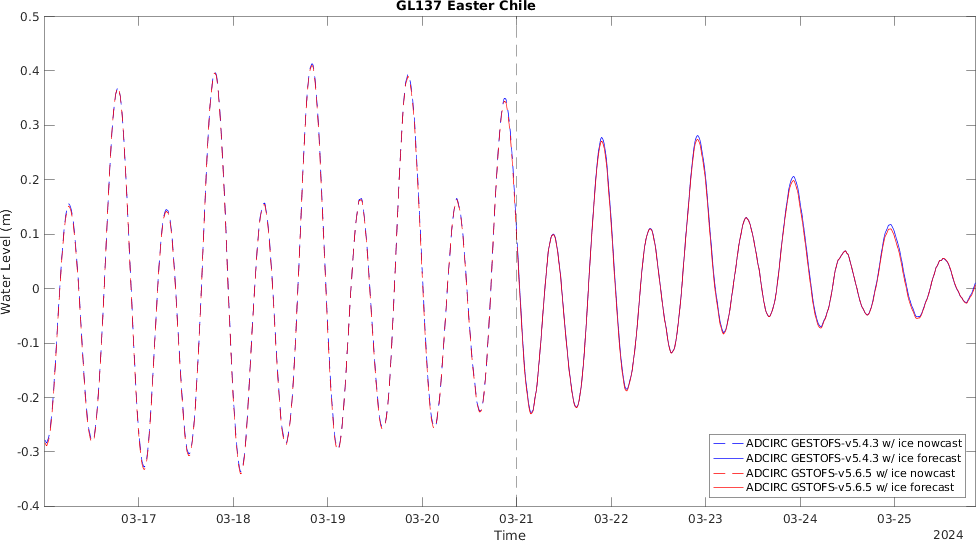 GL137 Easter Chile
Water Level (m)
0.5
0.4
0.3
0.2
0.1
0
-0.1
-0.2
-0.3
-0.4
ADCIRC GESTOFS-v5.4.3 w/ ice nowcast
ADCIRC GESTOFS-v5.4.3 w/ ice forecast
ADCIRC GSTOFS-v5.6.5 w/ ice nowcast
ADCIRC GSTOFS-v5.6.5 w/ ice forecast
03-17 03-18 03-19 03-20 03-21 03-22 03-23 03-24 03-25
Time
2024